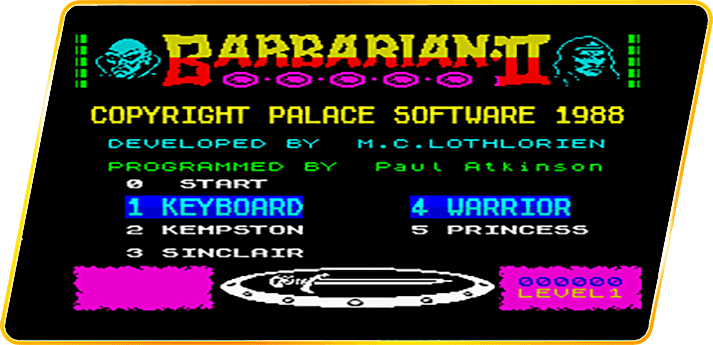 BARBARIAN II
COPYRIGHT PALACE SOFTWARE 1988
DEVELOPED BY M.C.LOTHLORIEN
PROGRAMMED BY Paul Atkinson
0 START
1 KEYBOARD 4 WARRIOR
2 KEMPSTON 5 PRINCESS
3 SINCLAIR
000000
LEVEL1